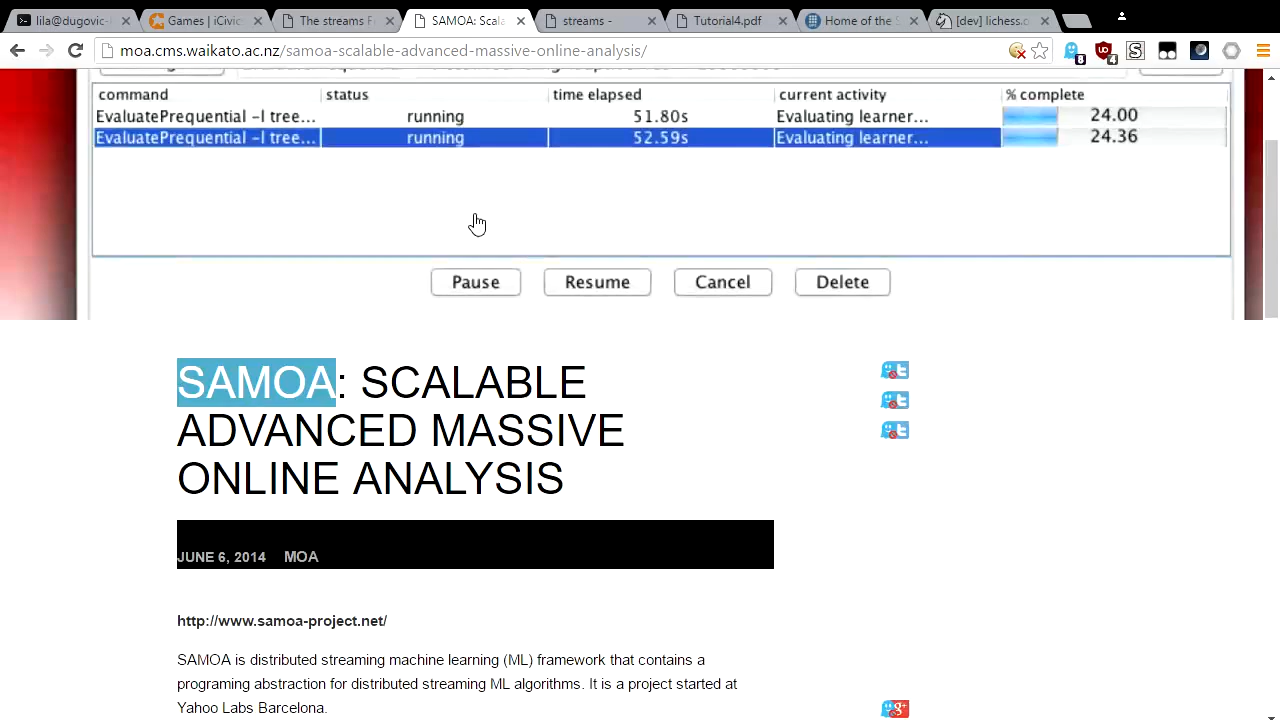 lila@dugovic-l
Games | iCivic
The streams F
SAMOA: Scala
streams -
Tutorial4.pdf
Home of the S
[dev] lichess.o
moa.cms.waikato.ac.nz/samoa-scalable-advanced-massive-online-analysis/
8
4
command status time elapsed current activity % complete
EvaluatePrequential -l tree... running 51.80s Evaluating learner... 24.00
EvaluatePrequential -l tree... running 52.59s Evaluating learner... 24.36
Pause Resume Cancel Delete
SAMOA: SCALABLE
ADVANCED MASSIVE
ONLINE ANALYSIS
JUNE 6, 2014 MOA
http://www.samoa-project.net/
SAMOA is distributed streaming machine learning (ML) framework that contains a
programing abstraction for distributed streaming ML algorithms. It is a project started at
Yahoo Labs Barcelona.